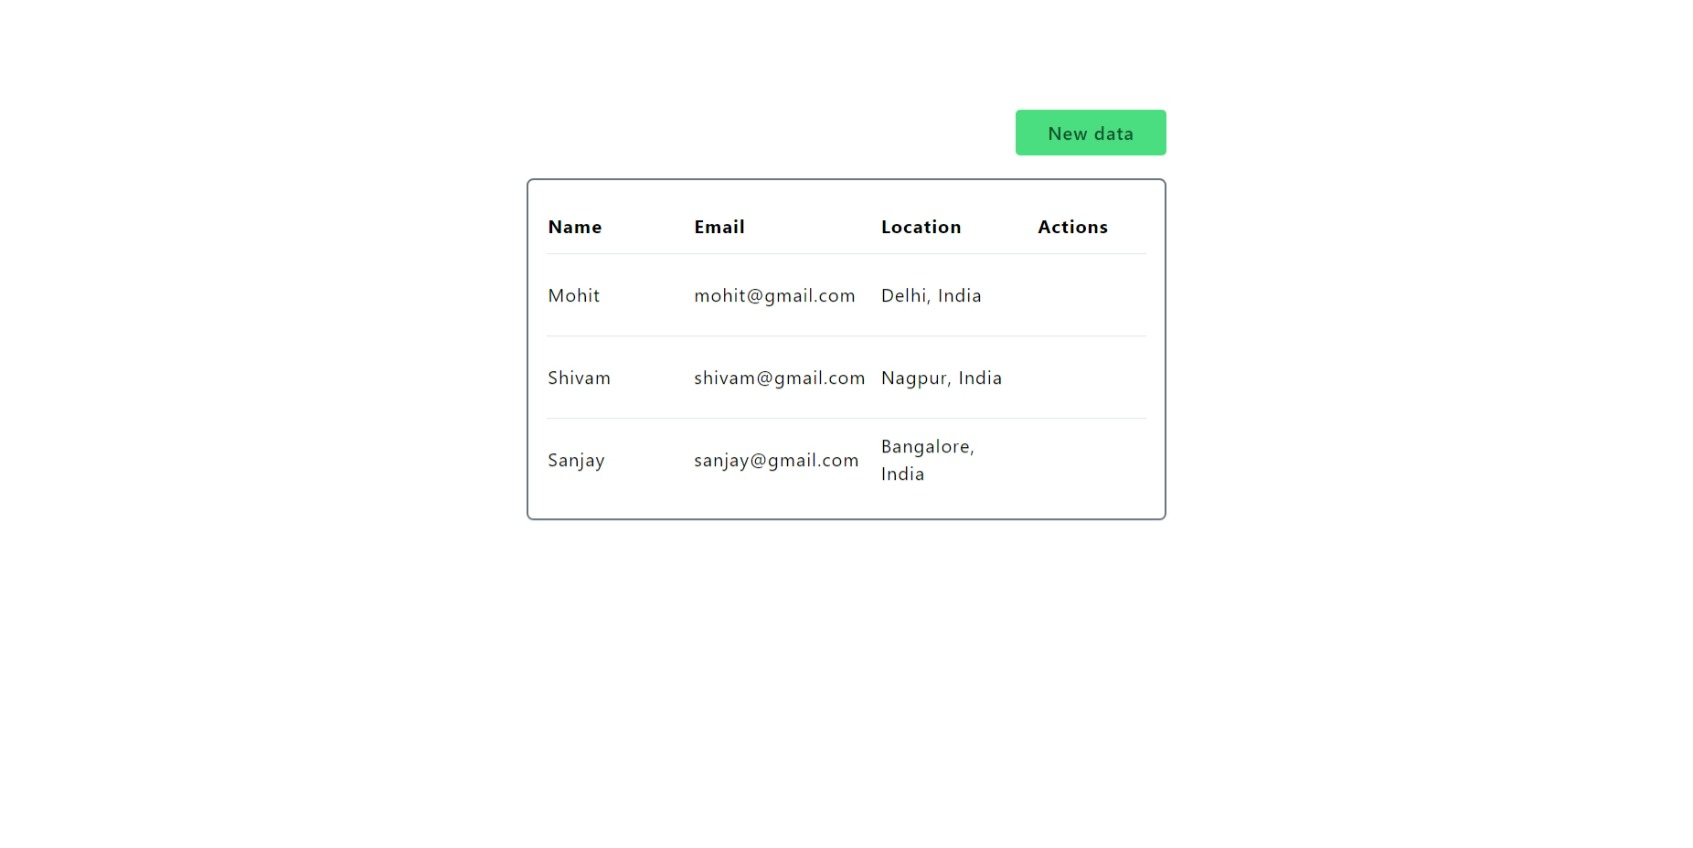 New data
Name Email Location Actions
Mohit mohit@gmail.com Delhi, India
Shivam shivam@gmail.com Nagpur, India
Sanjay sanjay@gmail.com Bangalore,
India